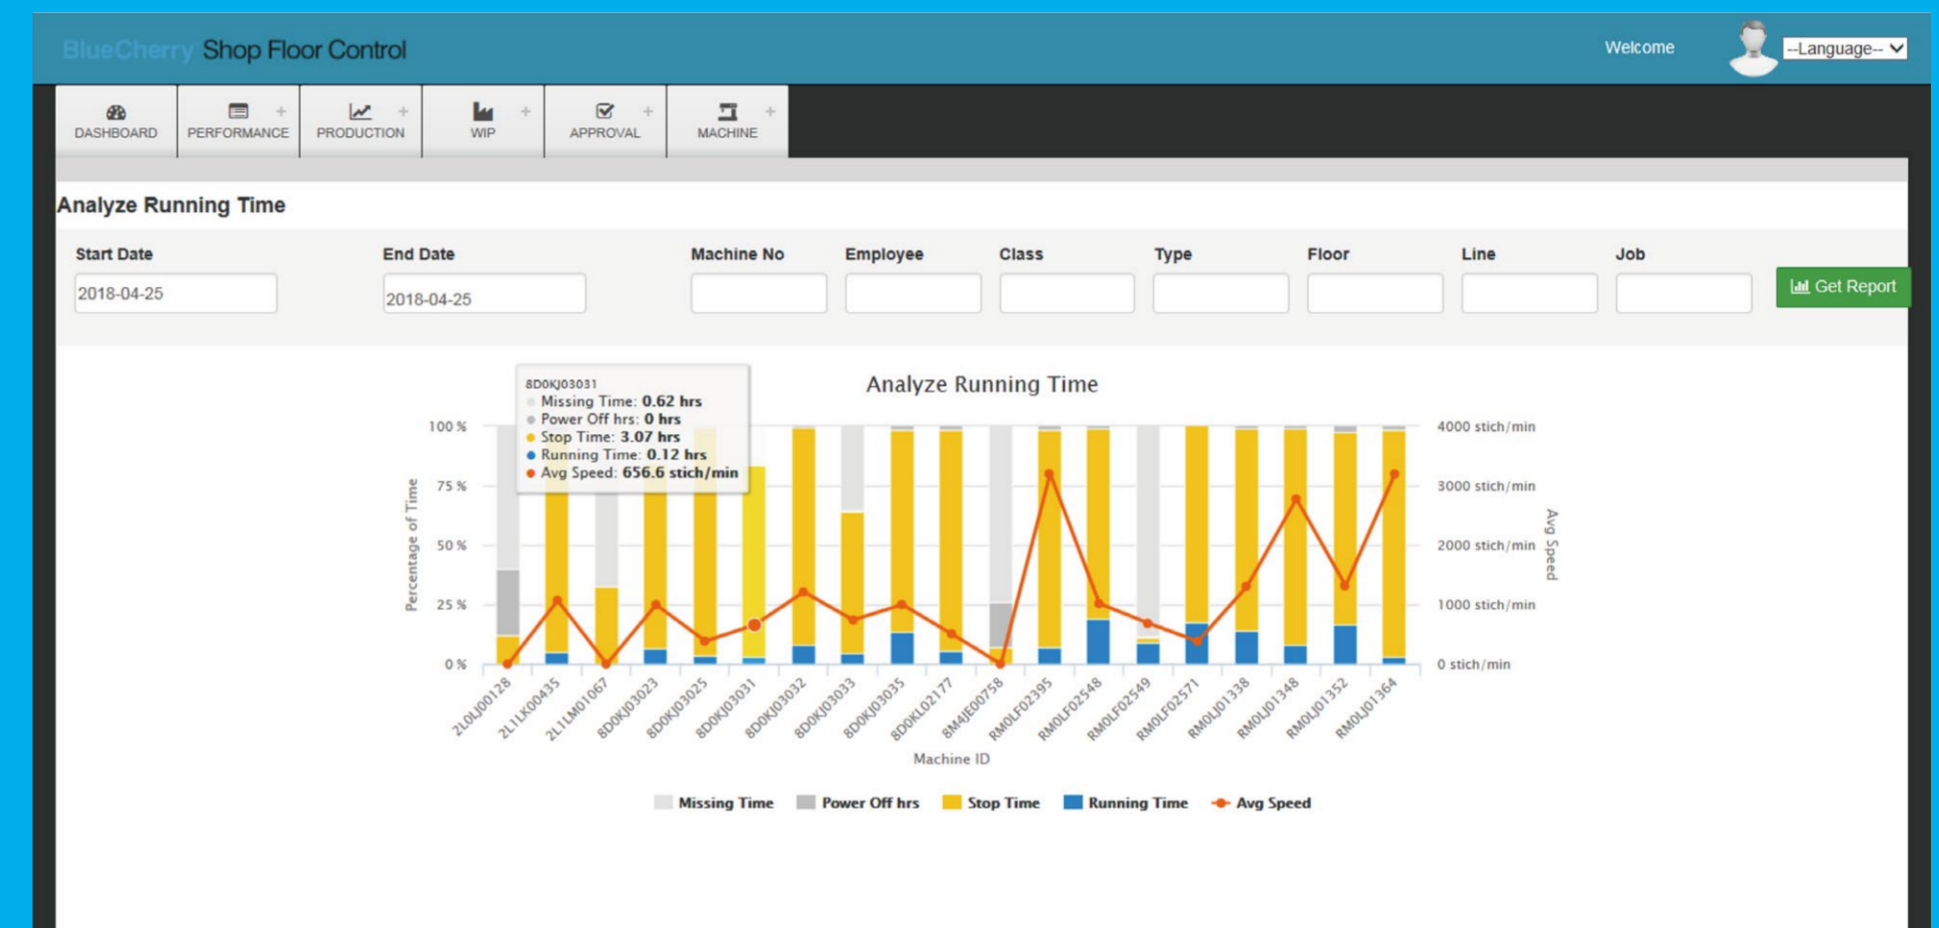 BlueCherry Shop Floor Control
Welcome
--Language--
DASHBOARD
PERFORMANCE
PRODUCTION
WIP
APPROVAL
MACHINE
Analyze Running Time
Start Date
End Date
Machine No
Employee
Class
Type
Floor
Line
Job
2018-04-25
2018-04-25
Get Report
Analyze Running Time
8D0KJ03031
Missing Time: 0.62 hrs
Power Off hrs: 0 hrs
Stop Time: 3.07 hrs
Running Time: 0.12 hrs
Avg Speed: 656.6 stich/min
Percentage of Time
100 %
75 %
50 %
25 %
0 %
4000 stich/min
3000 stich/min
2000 stich/min
1000 stich/min
0 stich/min
Avg Speed
2L0LJ00128
2L1LK00435
2L1LM01067
8D0KJ03023
8D0KJ03025
8D0KJ03031
8D0KJ03032
8D0KJ03033
8D0KJ03035
8D0KL02177
8M4JE00758
RM0LF02395
RM0LF02548
RM0LF02549
RM0LF02571
RM0LJ01338
RM0LJ01348
RM0LJ01352
RM0LJ01364
Machine ID
Missing Time
Power Off hrs
Stop Time
Running Time
Avg Speed